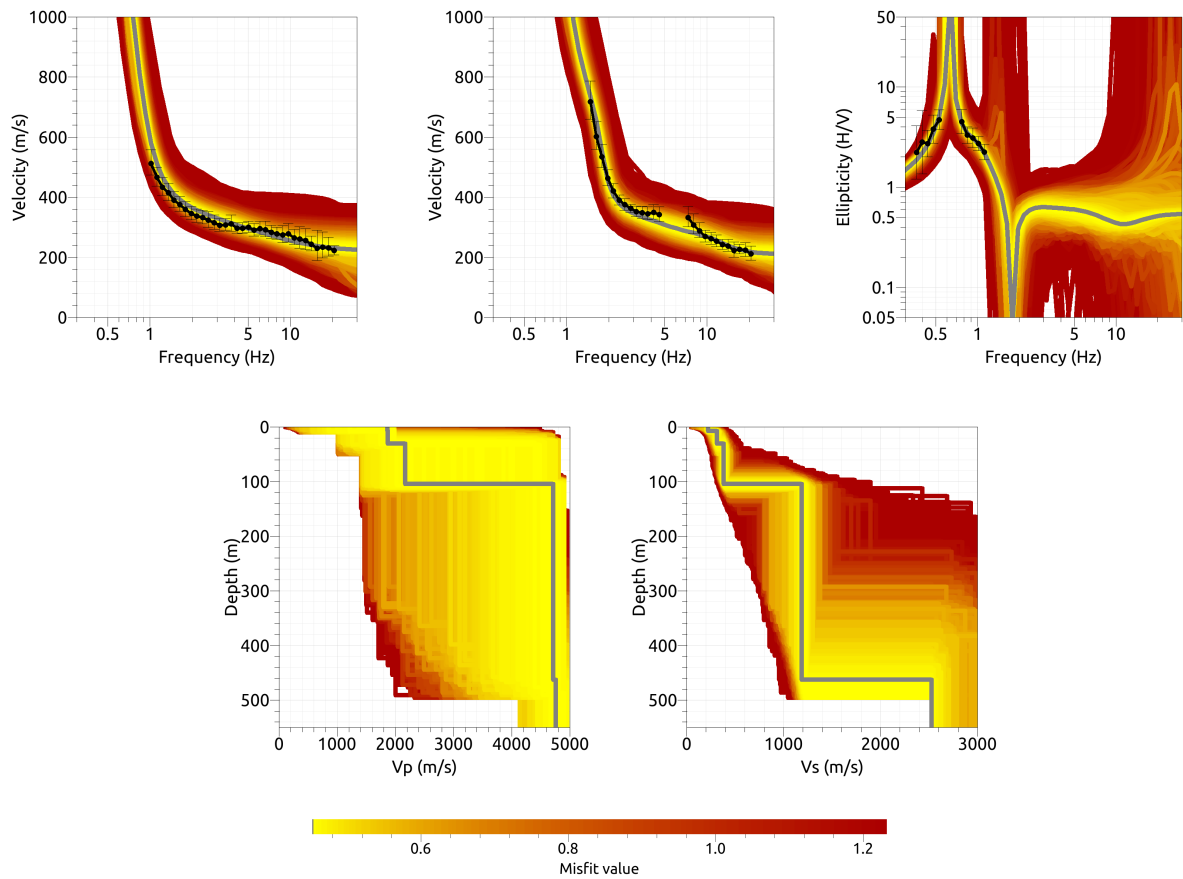 1000
800
600
400
200
0
Velocity (m/s)
0.5 1 5 10
Frequency (Hz)
1000
800
600
400
200
0
Velocity (m/s)
0.5 1 5 10
Frequency (Hz)
50
10
5
1
0.5
0.1
0.05
Ellipticity (H/V)
0.5 1 5 10
Frequency (Hz)
0
100
200
300
400
500
Depth (m)
0 1000 2000 3000 4000 5000
Vp (m/s)
0
100
200
300
400
500
Depth (m)
0 1000 2000 3000
Vs (m/s)
0.6 0.8 1.0 1.2
Misfit value